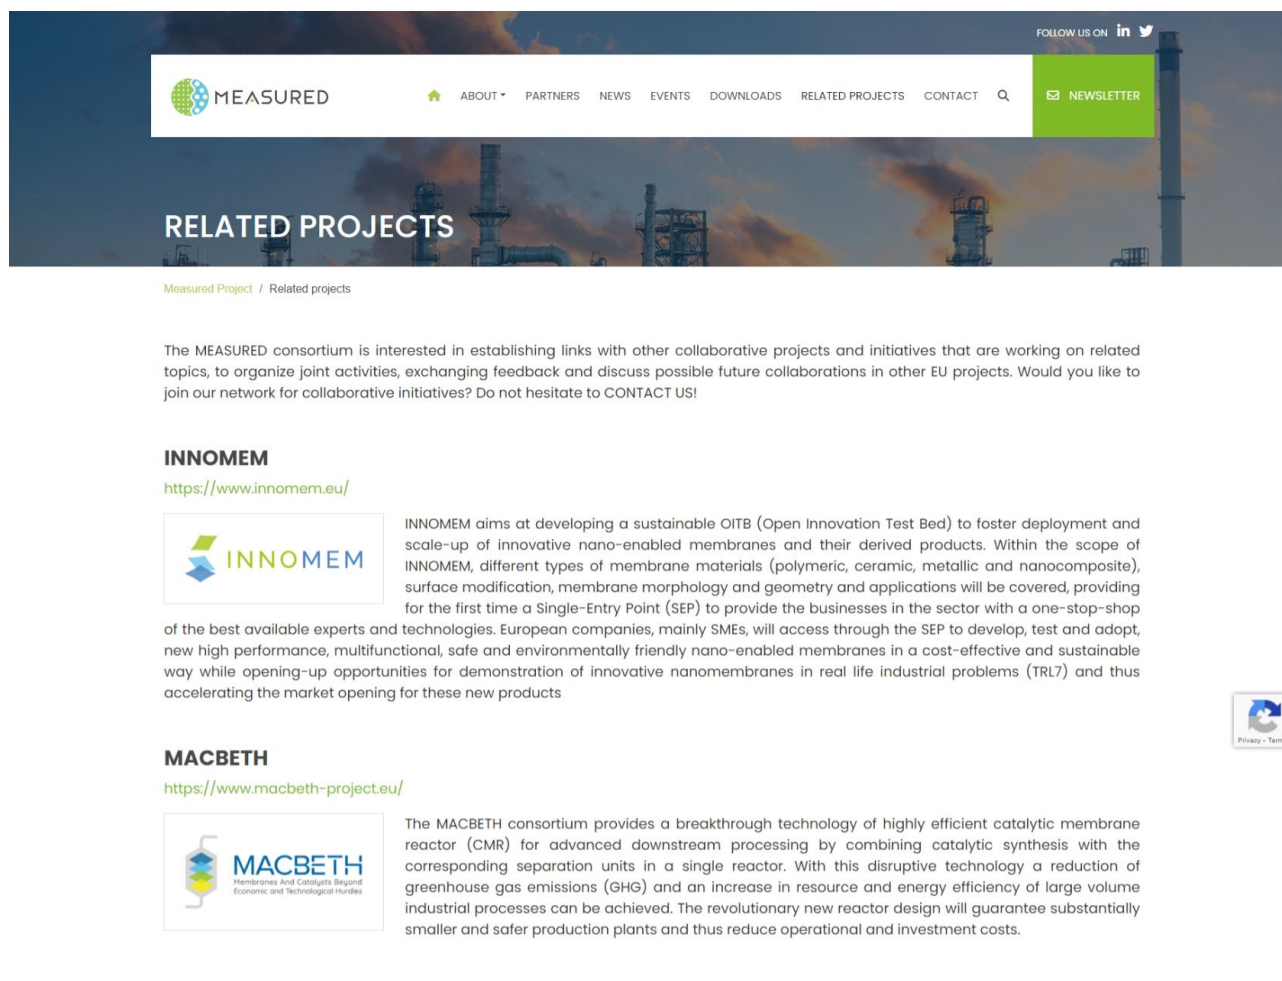 FOLLOW US ON
MEASURED
ABOUT PARTNERS NEWS EVENTS DOWNLOADS RELATED PROJECTS CONTACT NEWSLETTER
RELATED PROJECTS
Measured Project / Related projects
The MEASURED consortium is interested in establishing links with other collaborative projects and initiatives that are working on related
topics, to organize joint activities, exchanging feedback and discuss possible future collaborations in other EU projects. Would you like to
join our network for collaborative initiatives? Do not hesitate to CONTACT US!
INNOMEM
https://www.innomem.eu/
INNOMEM
INNOMEM aims at developing a sustainable OITB (Open Innovation Test Bed) to foster deployment and
scale-up of innovative nano-enabled membranes and their derived products. Within the scope of
INNOMEM, different types of membrane materials (polymeric, ceramic, metallic and nanocomposite),
surface modification, membrane morphology and geometry and applications will be covered, providing
for the first time a Single-Entry Point (SEP) to provide the businesses in the sector with a one-stop-shop
of the best available experts and technologies. European companies, mainly SMEs, will access through the SEP to develop, test and adopt,
new high performance, multifunctional, safe and environmentally friendly nano-enabled membranes in a cost-effective and sustainable
way while opening-up opportunities for demonstration of innovative nanomembranes in real life industrial problems (TRL7) and thus
accelerating the market opening for these new products
Privacy - Term
MACBETH
https://www.macbeth-project.eu/
MACBETH
Membranes And Catalysts Beyond
Economic and Technological Hurdles
The MACBETH consortium provides a breakthrough technology of highly efficient catalytic membrane
reactor (CMR) for advanced downstream processing by combining catalytic synthesis with the
corresponding separation units in a single reactor. With this disruptive technology a reduction of
greenhouse gas emissions (GHG) and an increase in resource and energy efficiency of large volume
industrial processes can be achieved. The revolutionary new reactor design will guarantee substantially
smaller and safer production plants and thus reduce operational and investment costs.